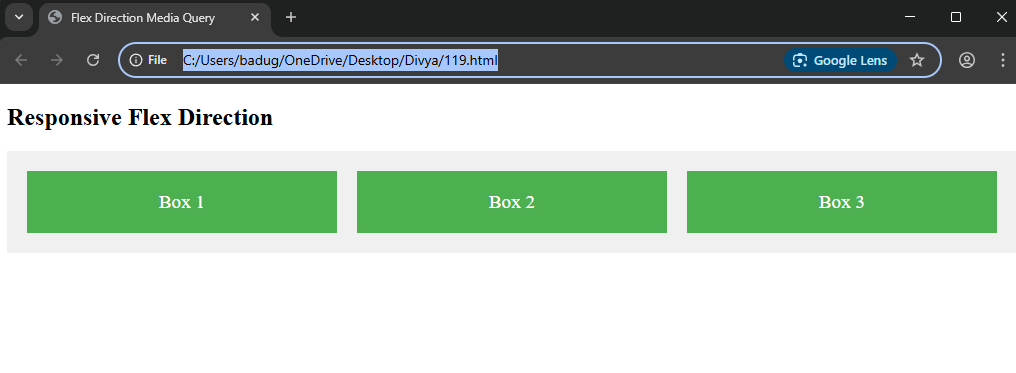 Flex Direction Media Query
File C:/Users/badug/OneDrive/Desktop/Divya/119.html Google Lens
Responsive Flex Direction
Box 1 Box 2 Box 3